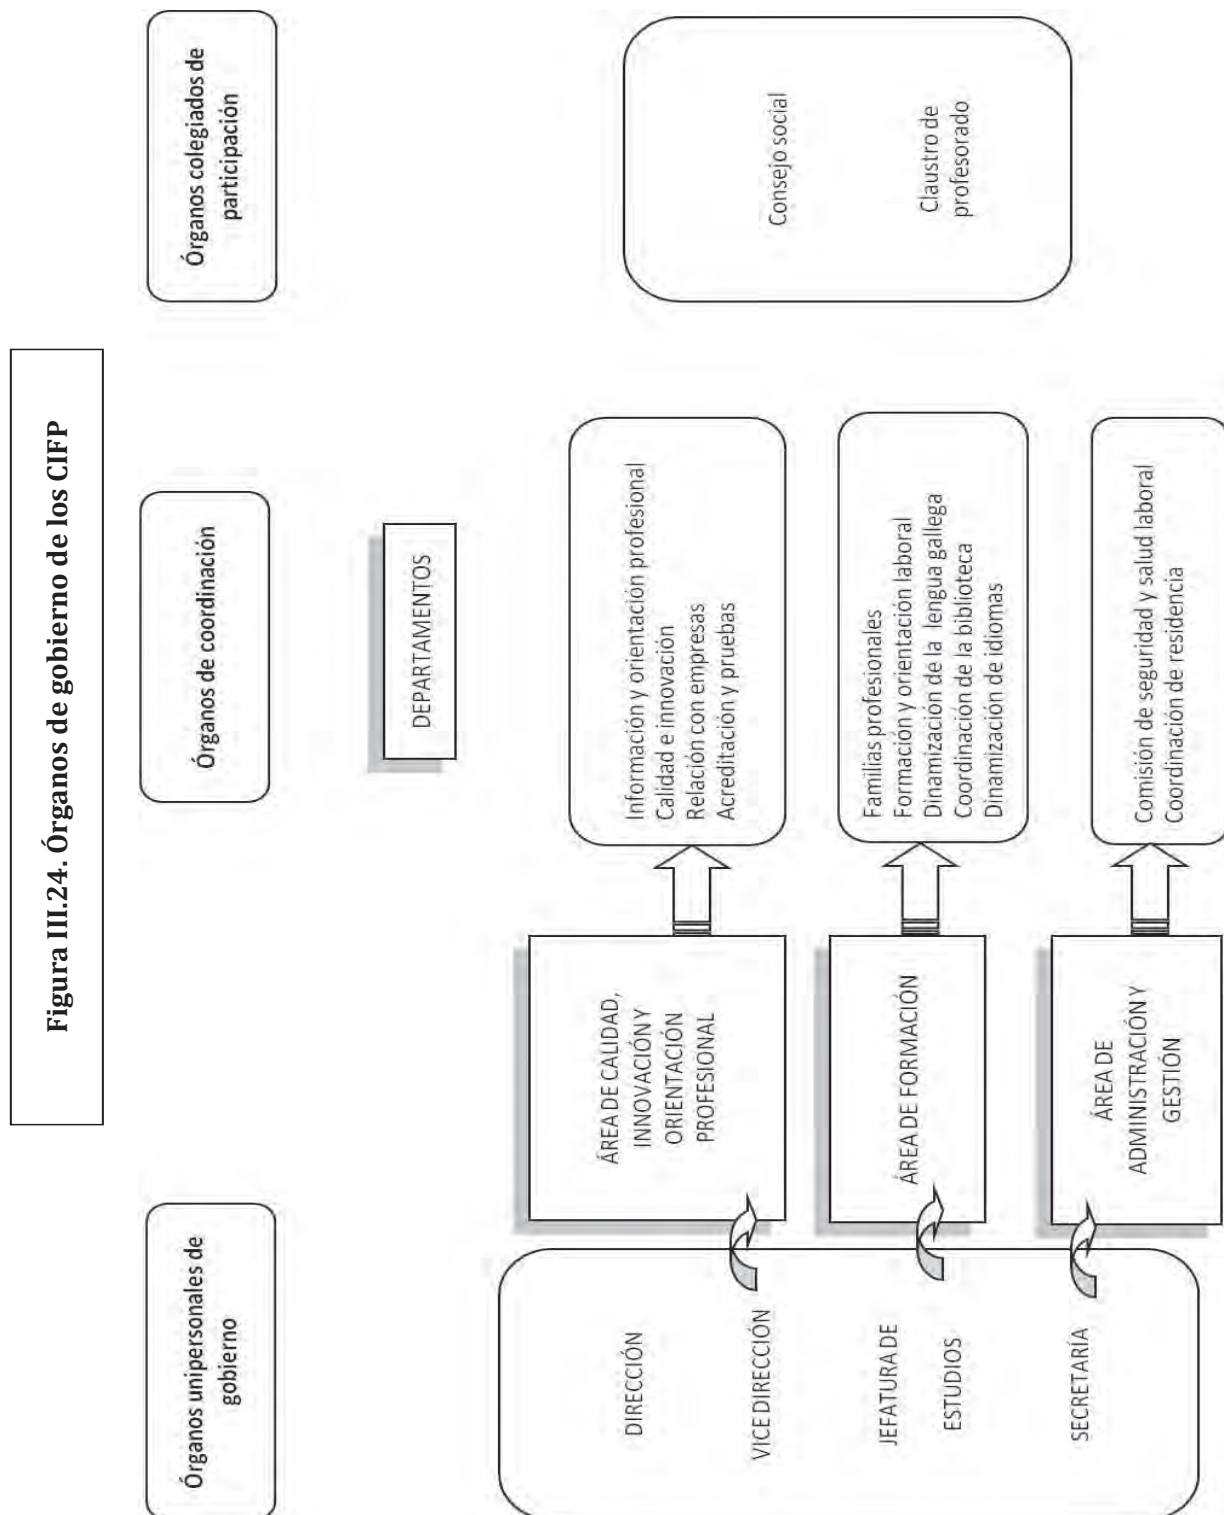 Figura III.24. Órganos de gobierno de los CIFP
Órganos unipersonales de
gobierno
Órganos de coordinación
Órganos colegiados de
participación
DEPARTAMENTOS
DIRECCIÓN
VICE DIRECCIÓN
JEFATURA DE
ESTUDIOS
SECRETARÍA
ÁREA DE CALIDAD,
INNOVACIÓN Y
ORIENTACIÓN
PROFESIONAL
ÁREA DE FORMACIÓN
ÁREA DE
ADMINISTRACIÓN Y
GESTIÓN
Información y orientación profesional
Calidad e innovación
Relación con empresas
Acreditación y pruebas
Familias profesionales
Formación y orientación laboral
Dinamización de la lengua gallega
Coordinación de la biblioteca
Dinamización de idiomas
Comisión de seguridad y salud laboral
Coordinación de residencia
Consejo social
Claustro de
profesorado